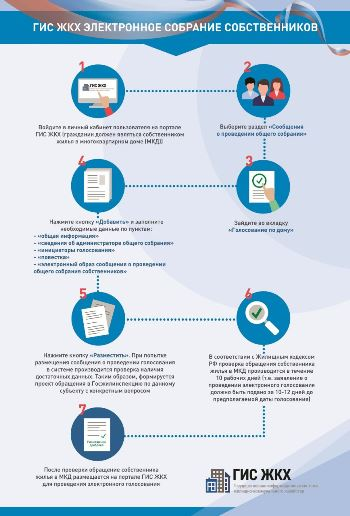 ГИС ЖКХ ЭЛЕКТРОННОЕ СОБРАНИЕ СОБСТВЕННИКОВ
1
ГИС ЖКХ
Войдите в личный кабинет пользователя на портале
ГИС ЖКХ (гражданин должен являться собственником
жилья в многоквартирном доме (МКД))
2
Выберите раздел «Сообщения
о проведении общего собрания»
3
Зайдите во вкладку
«Голосование по дому»
4
Нажмите кнопку «Добавить» и заполните
необходимые данные по пунктам:
- «общая информация»
- «сведения об администраторе общего собрания»
- «инициаторы голосования»
- «повестка»
- «электронный образ сообщения о проведении
общего собрания собственников»
5
Нажмите кнопку «Разместить». При попытке
размещения сообщения о проведении голосования
в системе производится проверка наличия
достаточных данных. Таким образом, формируется
проект обращения в Госжилинспекцию по данному
субъекту с конкретным вопросом
6
В соответствии с Жилищным кодексом
РФ проверка обращения собственника
жилья в МКД производится в течение
10 рабочих дней (т.е. заявление о
проведении электронного голосования
должно быть подано за 10-12 дней до
предполагаемой даты голосования)
7
После проверки обращение собственника
жилья в МКД размещается на портале ГИС ЖКХ
для проведения электронного голосования
ГИС ЖКХ